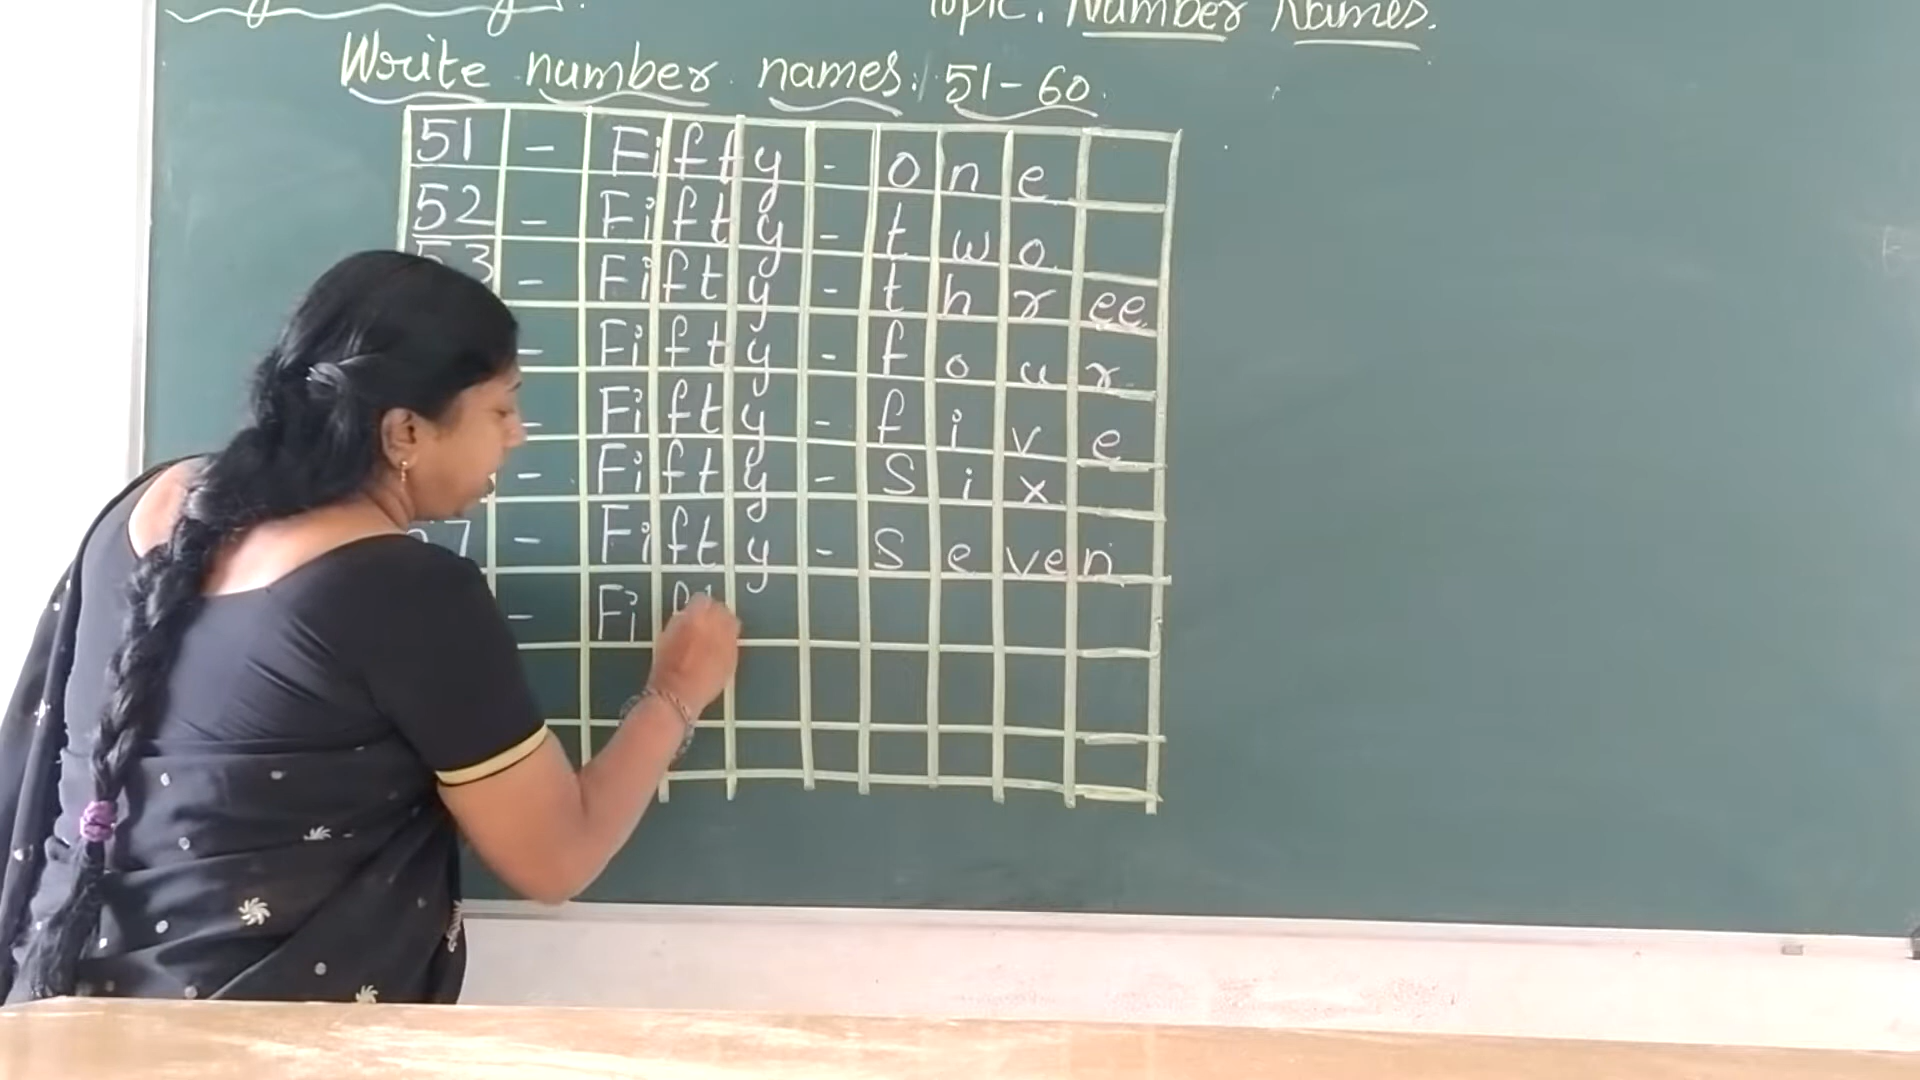 Topic. Number Names.
Write number names: 51-60.
51 - Fifty - one
52 - Fifty - two
53 - Fifty - three
- Fifty - four
- Fifty - five
- Fifty - Six
- Fifty - Seven
- Fi